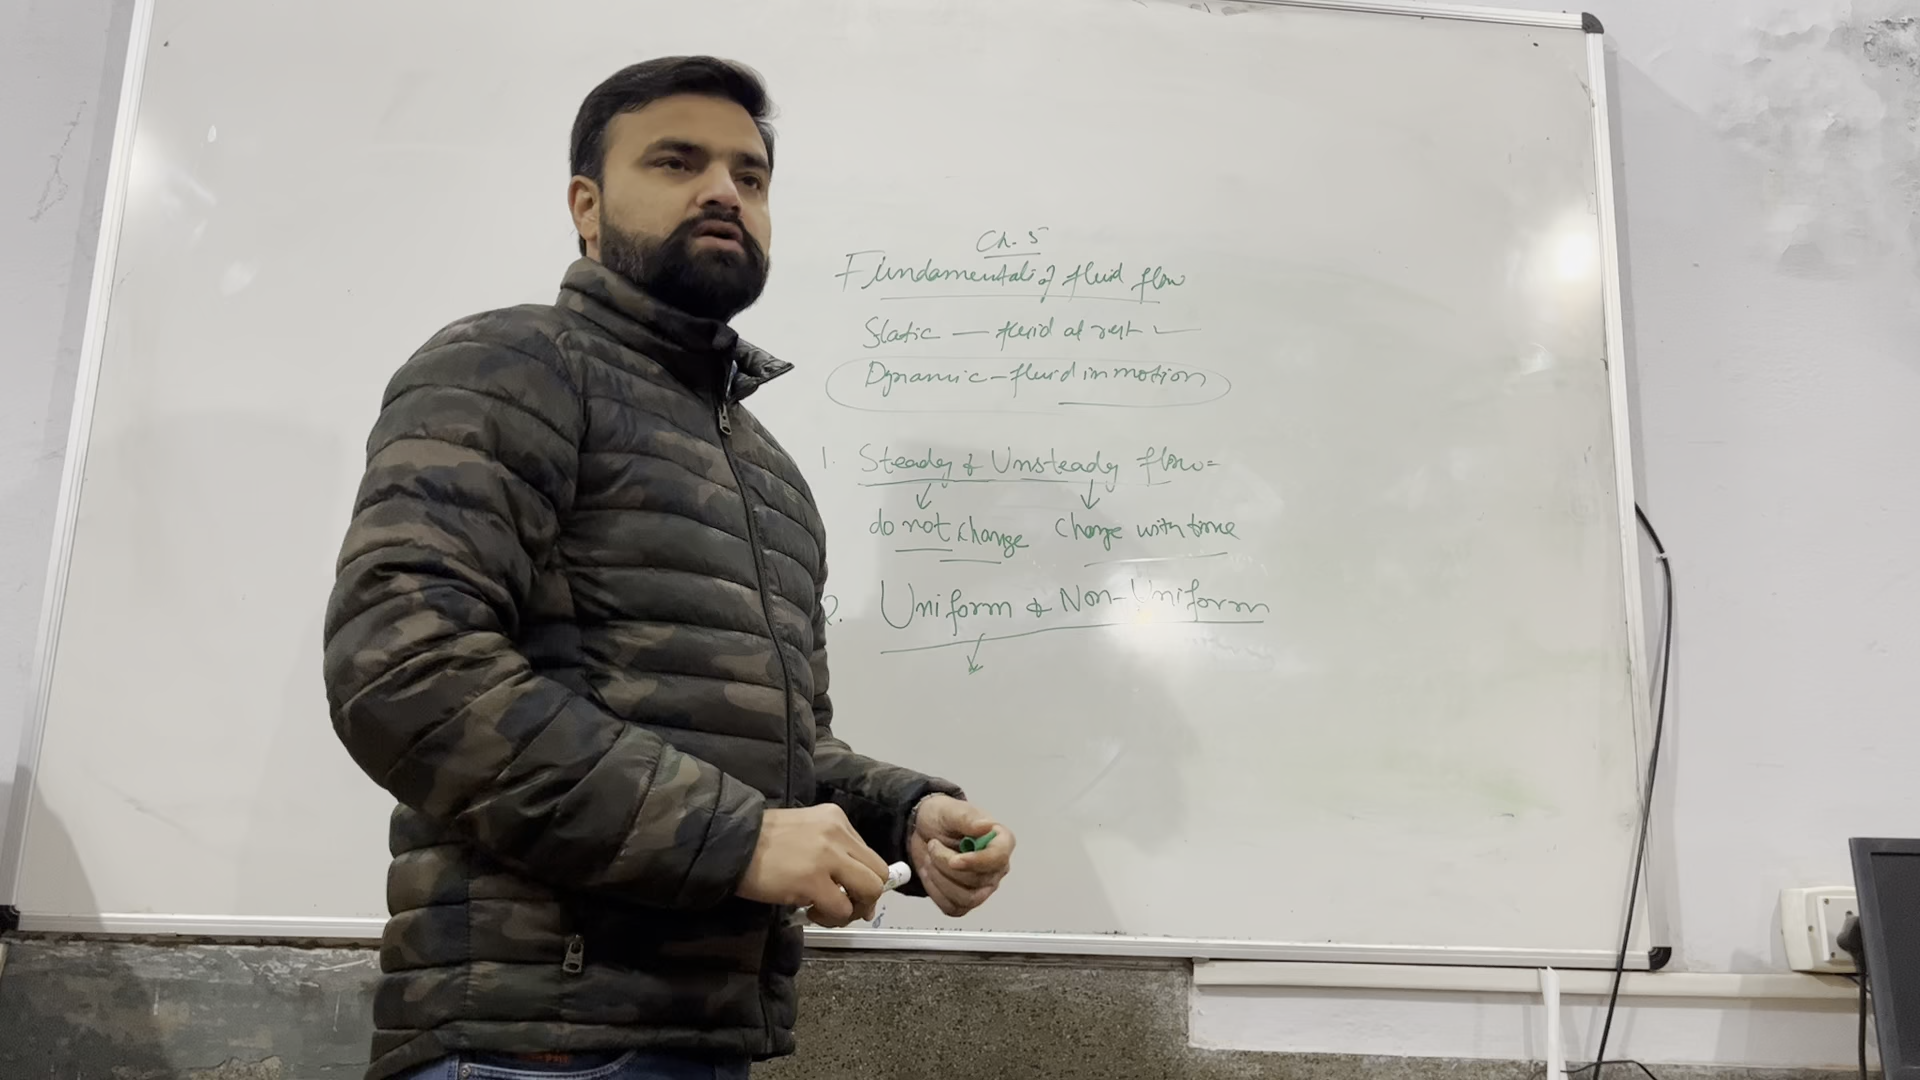 Ch. 5
Fundamentals of fluid flow
Static — fluid at rest
Dynamic - fluid in motion
1. Steady & Unsteady flow=
do not change change with time
2. Uniform & Non-Uniform